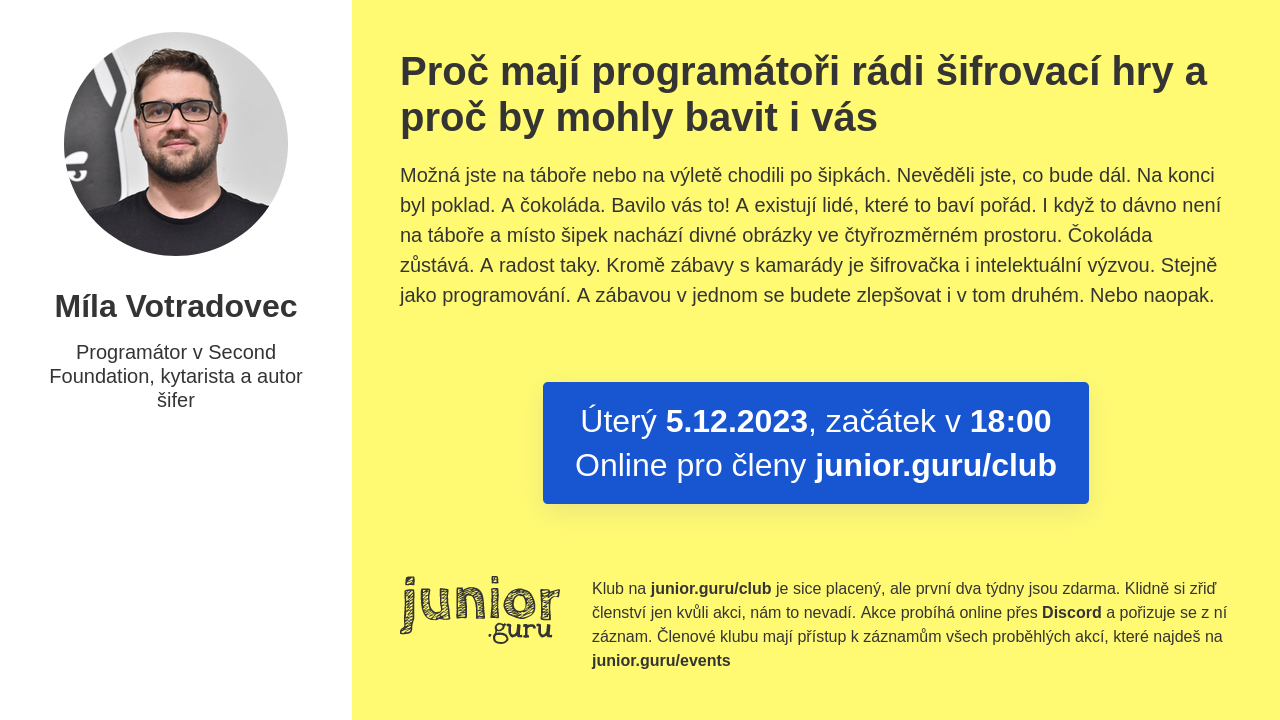 Míla Votradovec
Programátor v Second
Foundation, kytarista a autor
šifer
Proč mají programátoři rádi šifrovací hry a
proč by mohly bavit i vás
Možná jste na táboře nebo na výletě chodili po šipkách. Nevěděli jste, co bude dál. Na konci
byl poklad. A čokoláda. Bavilo vás to! A existují lidé, které to baví pořád. I když to dávno není
na táboře a místo šipek nachází divné obrázky ve čtyřrozměrném prostoru. Čokoláda
zůstává. A radost taky. Kromě zábavy s kamarády je šifrovačka i intelektuální výzvou. Stejně
jako programování. A zábavou v jednom se budete zlepšovat i v tom druhém. Nebo naopak.
Úterý 5.12.2023, začátek v 18:00
Online pro členy junior.guru/club
junior
.guru
Klub na junior.guru/club je sice placený, ale první dva týdny jsou zdarma. Klidně si zřiď
členství jen kvůli akci, nám to nevadí. Akce probíhá online přes Discord a pořizuje se z ní
záznam. Členové klubu mají přístup k záznamům všech proběhlých akcí, které najdeš na
junior.guru/events